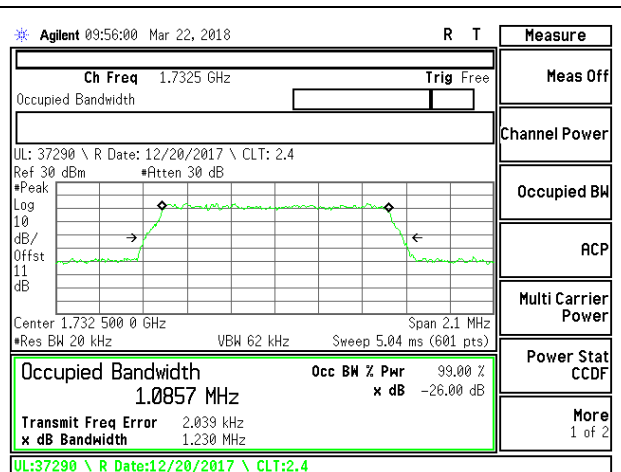 Agilent 09:56:00 Mar 22, 2018 R T
Measure
Ch Freq 1.7325 GHz Trig Free
Occupied Bandwidth
Meas Off
Channel Power
Occupied BW
ACP
Multi Carrier
Power
Power Stat
CCDF
More
1 of 2
UL: 37290 \ R Date: 12/20/2017 \ CLT: 2.4
Ref 30 dBm #Atten 30 dB
#Peak
Log
10
dB/
Offst
11
dB
Center 1.732 500 0 GHz Span 2.1 MHz
#Res BW 20 kHz VBW 62 kHz Sweep 5.04 ms (601 pts)
Occupied Bandwidth Occ BW % Pwr 99.00 %
1.0857 MHz x dB -26.00 dB
Transmit Freq Error 2.039 kHz
x dB Bandwidth 1.230 MHz
UL:37290 \ R Date:12/20/2017 \ CLT:2.4